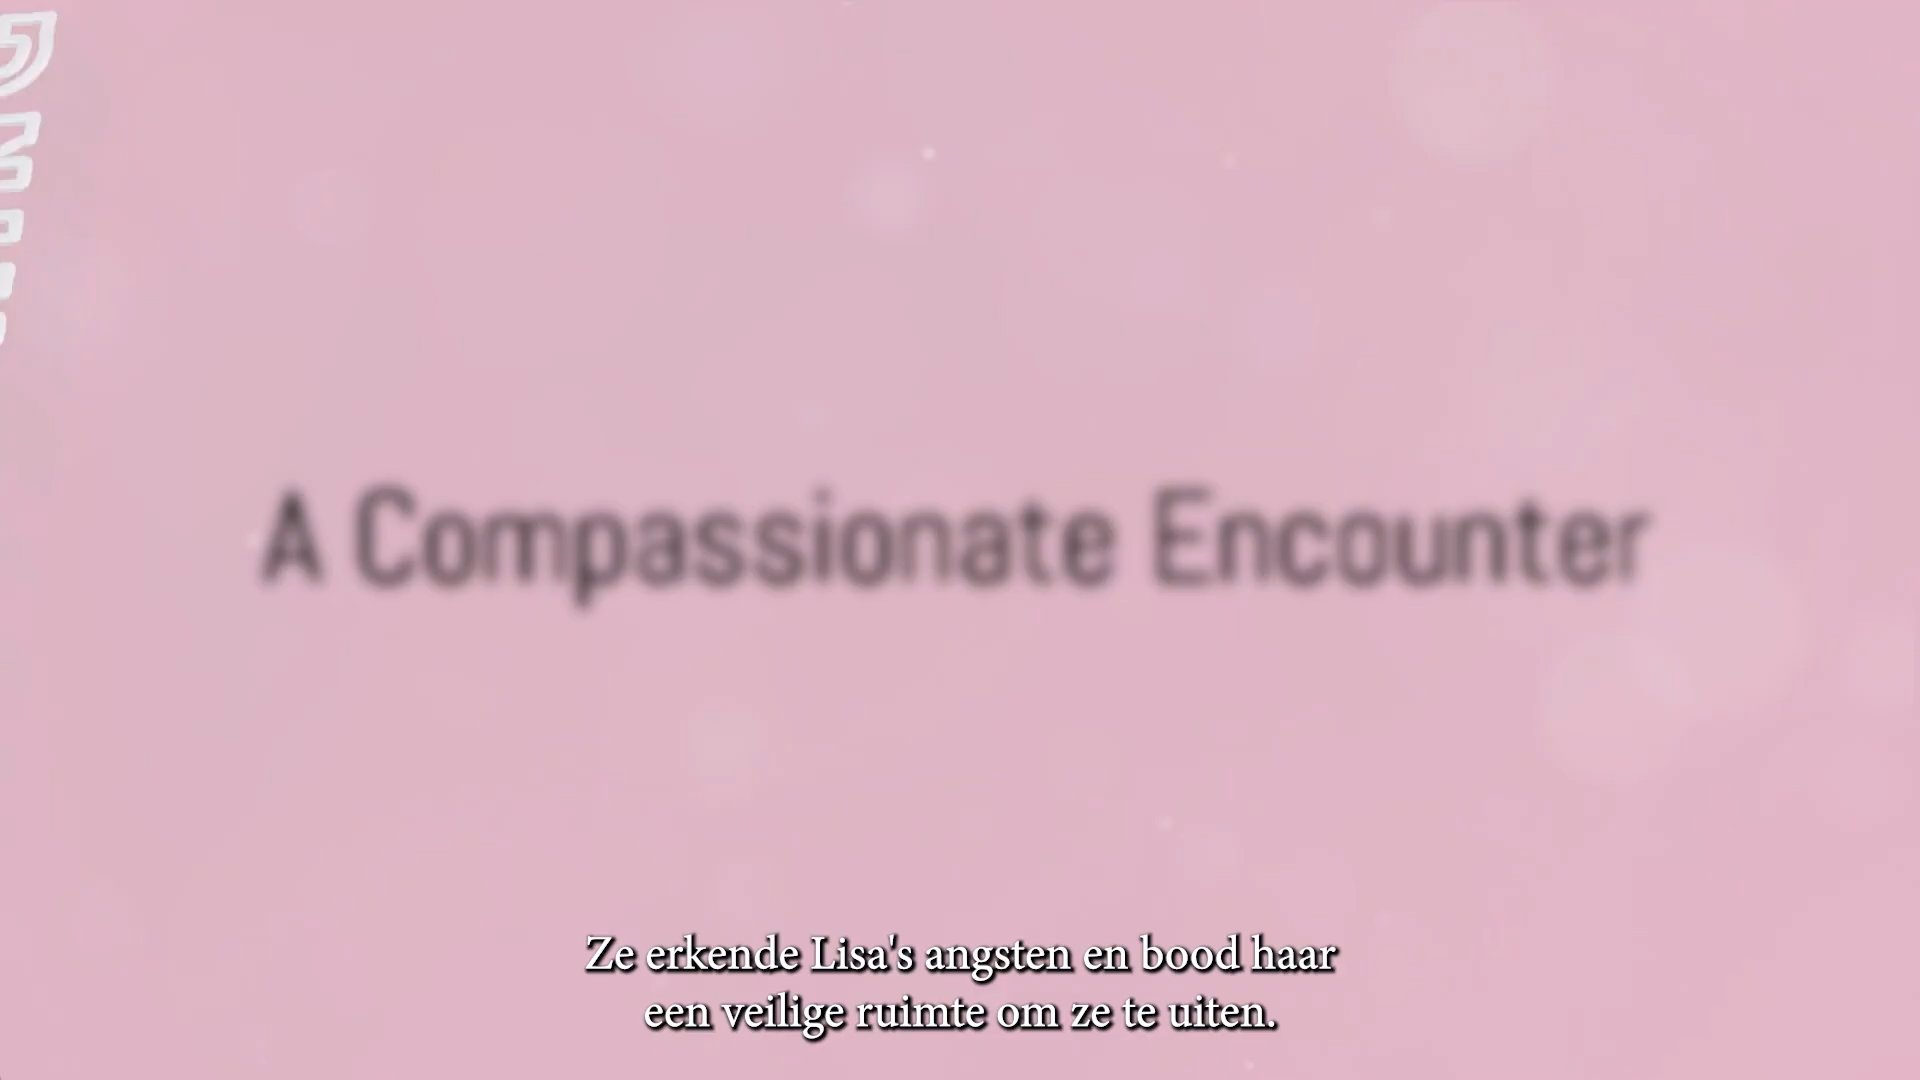 A Compassionate Encounter
Ze erkende Lisa's angsten en bood haar
een veilige ruimte om ze te uiten.